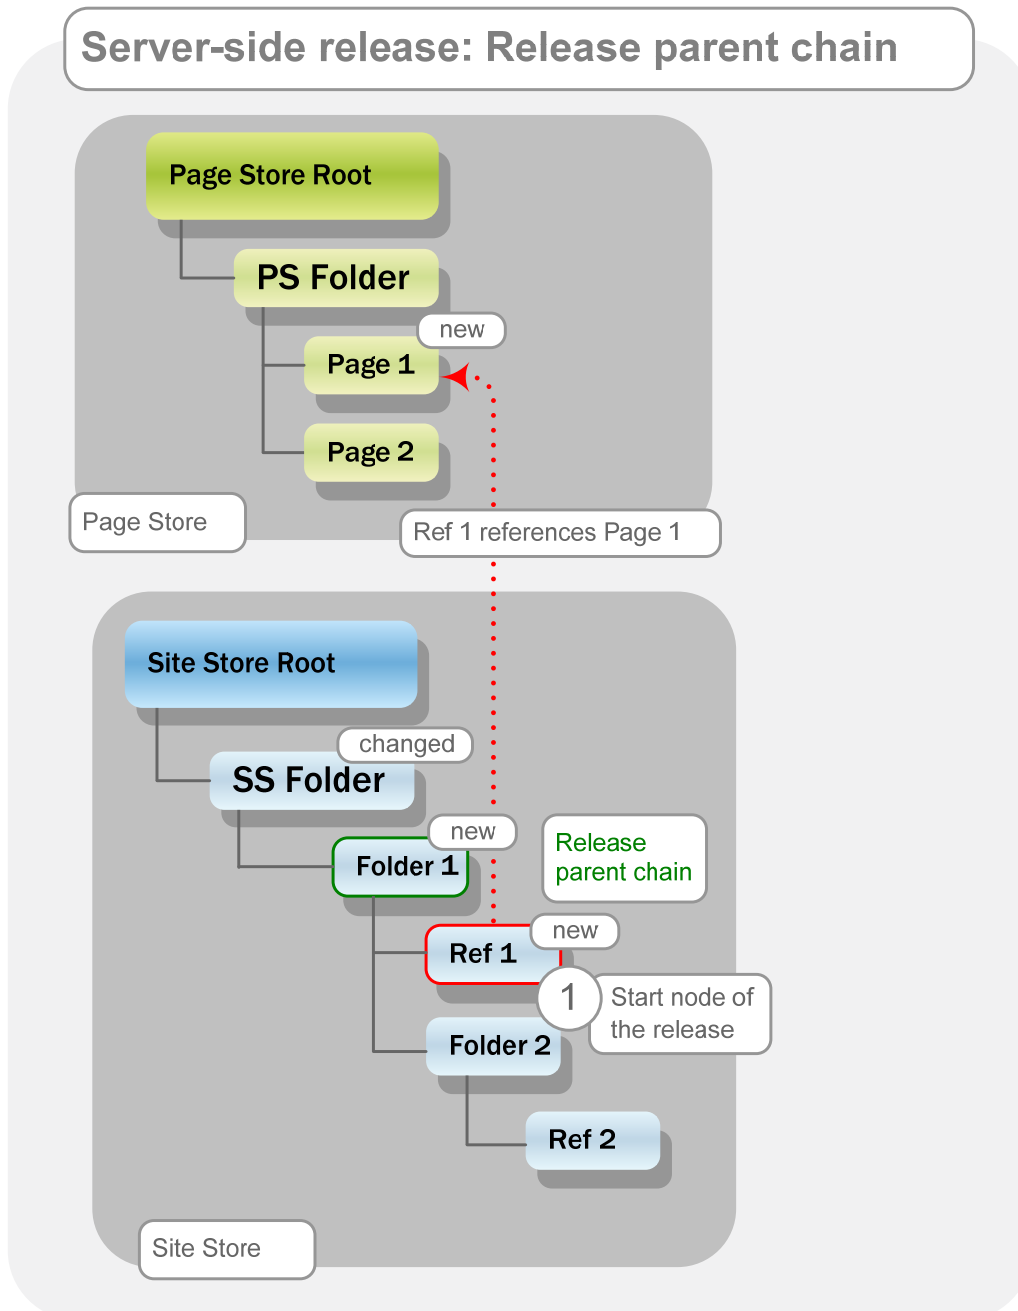 Server-side release: Release parent chain
Page Store Root
PS Folder
new
Page 1
Page 2
Page Store
Ref 1 references Page 1
Site Store Root
changed
SS Folder
new
Folder 1
Release
parent chain
new
Ref 1
1
Start node of
the release
Folder 2
Ref 2
Site Store